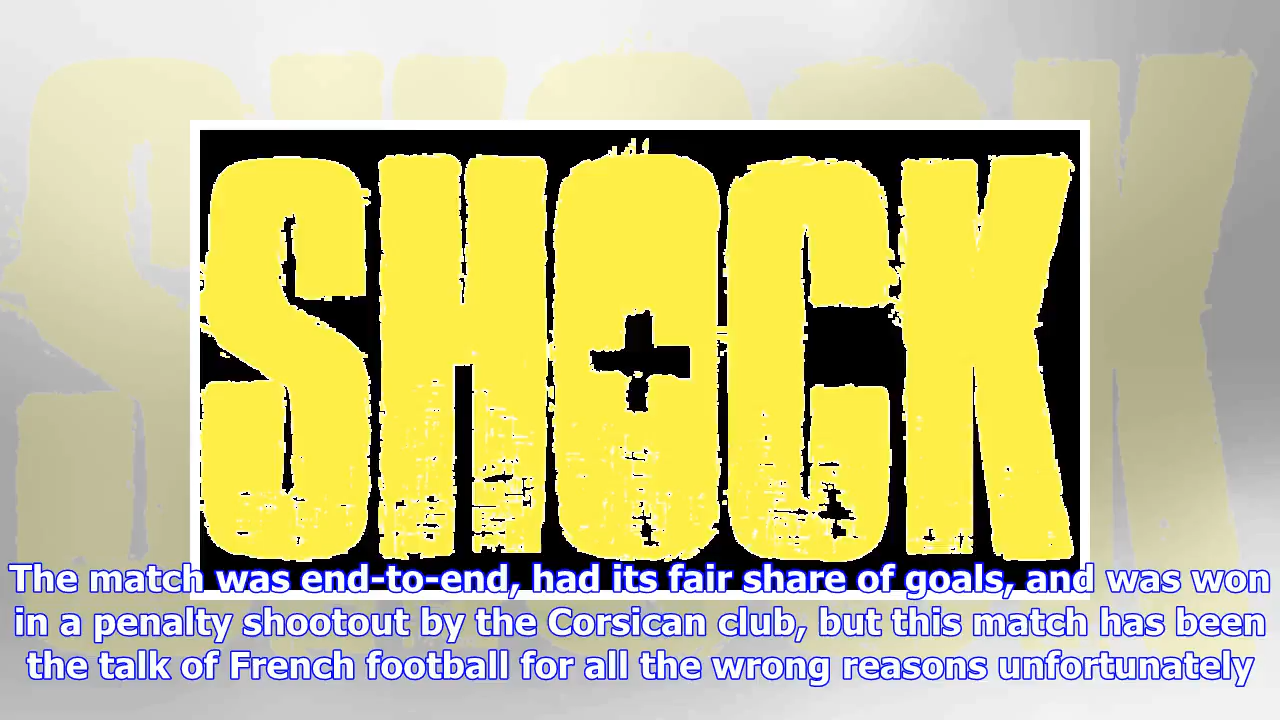 SHOCK
The match was end-to-end, had its fair share of goals, and was won
in a penalty shootout by the Corsican club, but this match has been
the talk of French football for all the wrong reasons unfortunately